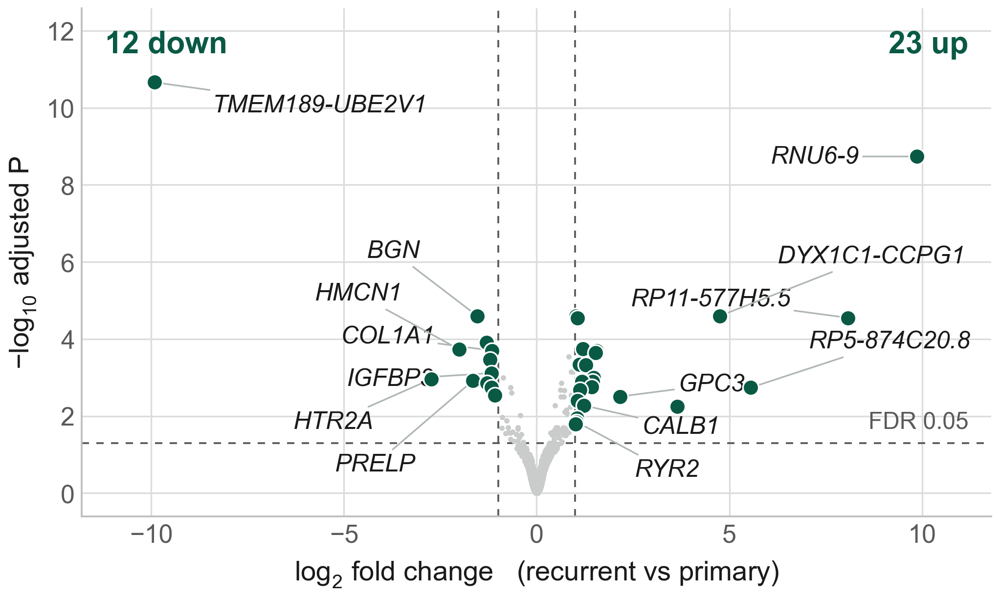 12 down
23 up
TMEM189-UBE2V1
RNU6-9
BGN
DYX1C1-CCPG1
HMCN1
RP11-577H5.5
COL1A1
RP5-874C20.8
IGFBP3
GPC3
HTR2A
CALB1
FDR 0.05
PRELP
RYR2
12
10
8
6
4
2
0
−10
−5
0
5
10
−log10 adjusted P
log2 fold change (recurrent vs primary)